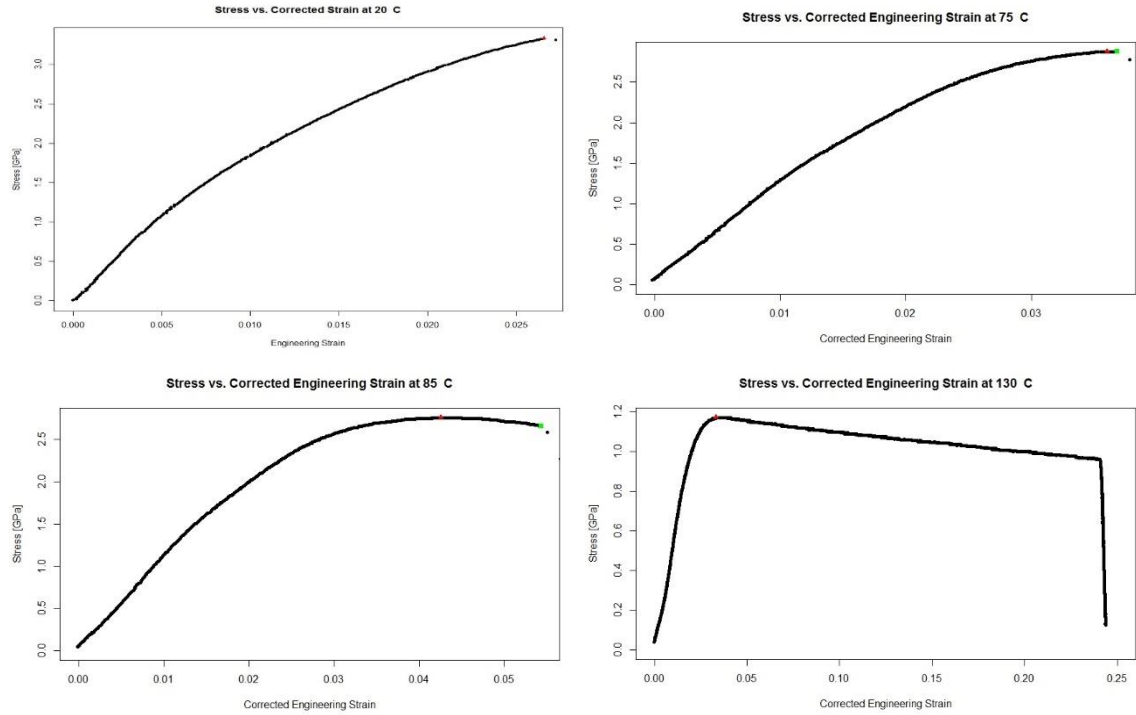 Stress vs. Corrected Strain at 20 C
Stress [GPa]
3.0
2.5
2.0
1.5
1.0
0.5
0.0
0.000 0.005 0.010 0.015 0.020 0.025
Engineering Strain
Stress vs. Corrected Engineering Strain at 75 C
Stress [GPa]
2.5
2.0
1.5
1.0
0.5
0.0
0.00 0.01 0.02 0.03
Corrected Engineering Strain
Stress vs. Corrected Engineering Strain at 85 C
Stress [GPa]
2.5
2.0
1.5
1.0
0.5
0.0
0.00 0.01 0.02 0.03 0.04 0.05
Corrected Engineering Strain
Stress vs. Corrected Engineering Strain at 130 C
Stress [GPa]
1.2
1.0
0.8
0.6
0.4
0.2
0.0
0.00 0.05 0.10 0.15 0.20 0.25
Corrected Engineering Strain